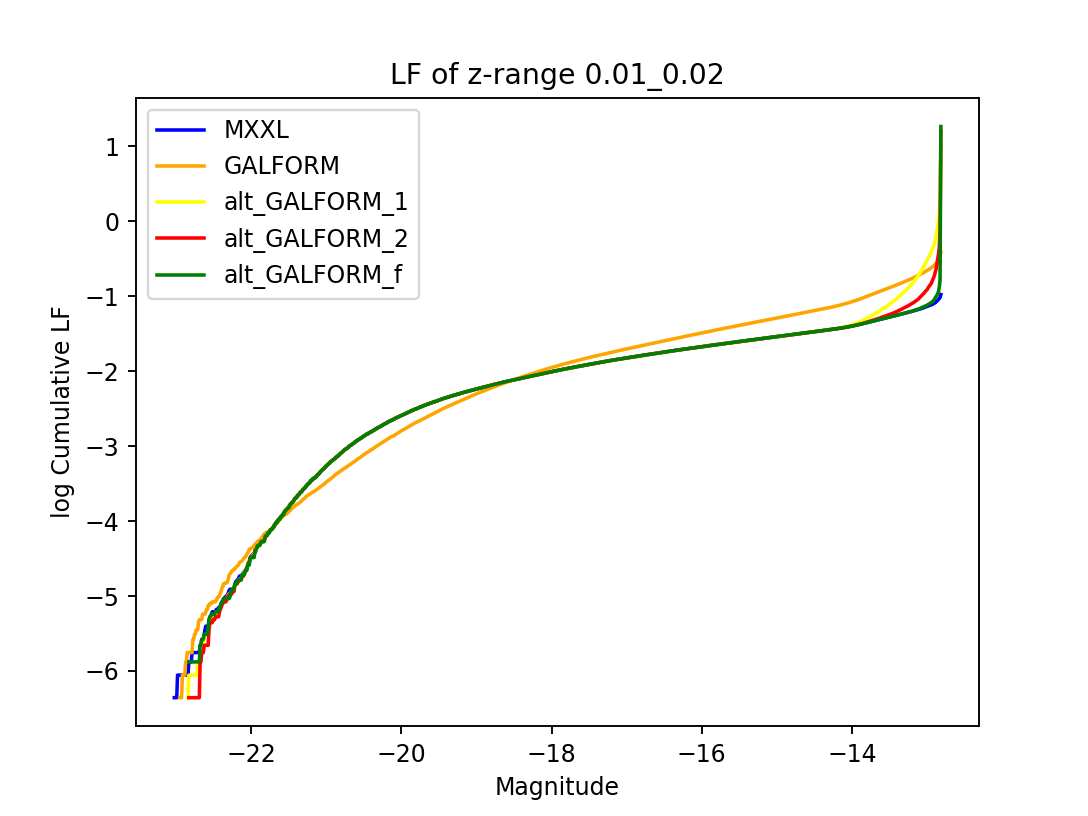 LF of z-range 0.01_0.02
MXXL
GALFORM
alt_GALFORM_1
alt_GALFORM_2
alt_GALFORM_f
1
0
−1
−2
−3
−4
−5
−6
log Cumulative LF
−22 −20 −18 −16 −14
Magnitude